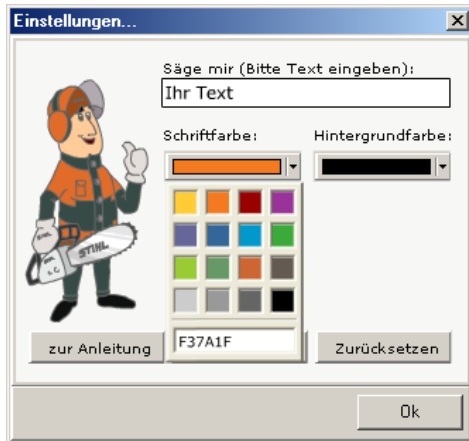 Einstellungen...
Säge mir (Bitte Text eingeben):
Ihr Text
Schriftfarbe: Hintergrundfarbe:
STIHL
F37A1F
zur Anleitung Zurücksetzen
Ok